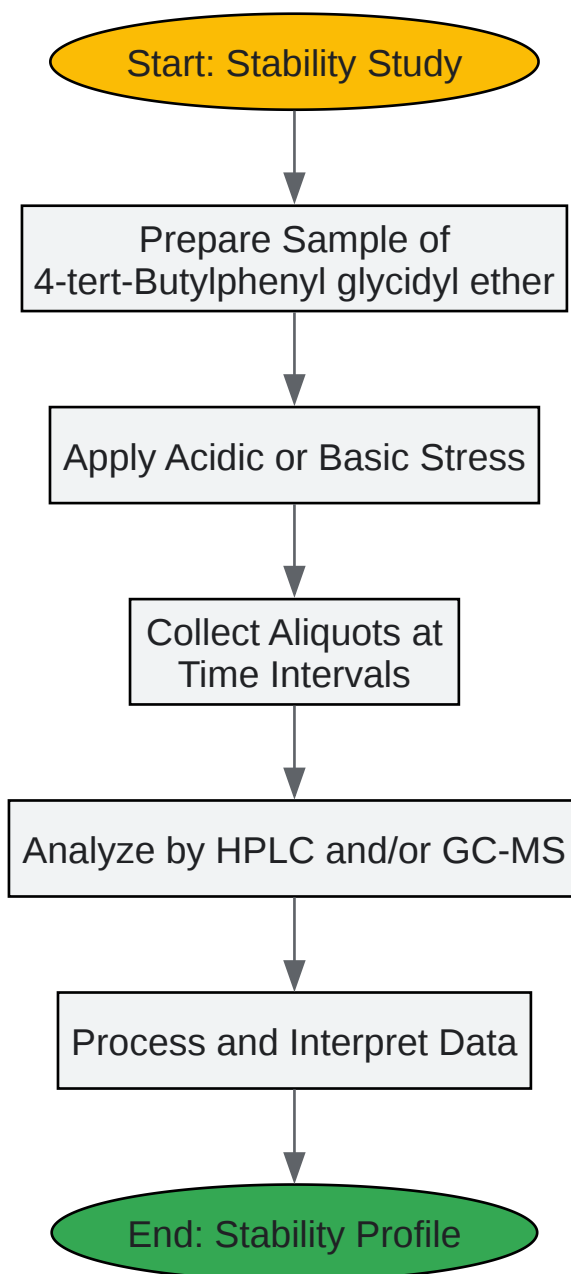 Start: Stability Study
Prepare Sample of
4-tert-Butylphenyl glycidyl ether
Apply Acidic or Basic Stress
Collect Aliquots at
Time Intervals
Analyze by HPLC and/or GC-MS
Process and Interpret Data
End: Stability Profile